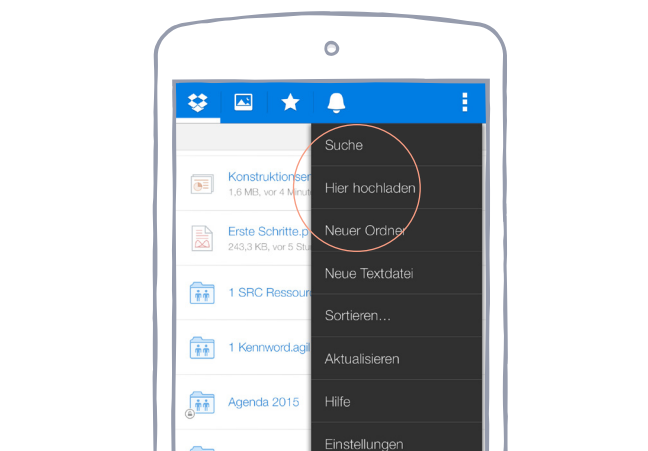 Suche
Konstruktionser
1,6 MB, vor 4 Minut
Hier hochladen
Erste Schritte.p
243,3 KB, vor 5 Stu
Neuer Ordner
Neue Textdatei
1 SRC Ressour
Sortieren...
1 Kennword.agil
Aktualisieren
Agenda 2015
Hilfe
Einstellungen